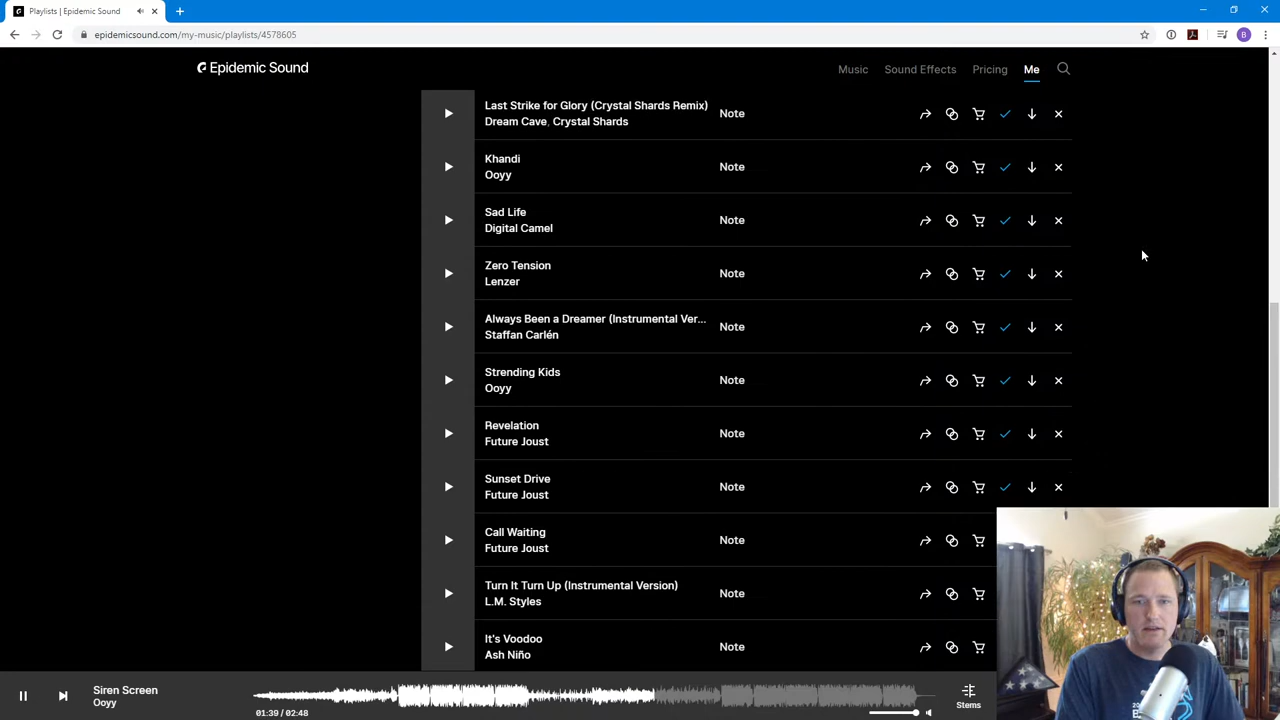 Playlists | Epidemic Sound
epidemicsound.com/my-music/playlists/4578605
B
Epidemic Sound
Music
Sound Effects
Pricing
Me
Last Strike for Glory (Crystal Shards Remix)
Dream Cave, Crystal Shards
Note
Khandi
Ooyy
Note
Sad Life
Digital Camel
Note
Zero Tension
Lenzer
Note
Always Been a Dreamer (Instrumental Ver...
Staffan Carlén
Note
Strending Kids
Ooyy
Note
Revelation
Future Joust
Note
Sunset Drive
Future Joust
Note
Call Waiting
Future Joust
Note
Turn It Turn Up (Instrumental Version)
L.M. Styles
Note
It's Voodoo
Ash Niño
Note
Siren Screen
Ooyy
01:39 / 02:48
Stems